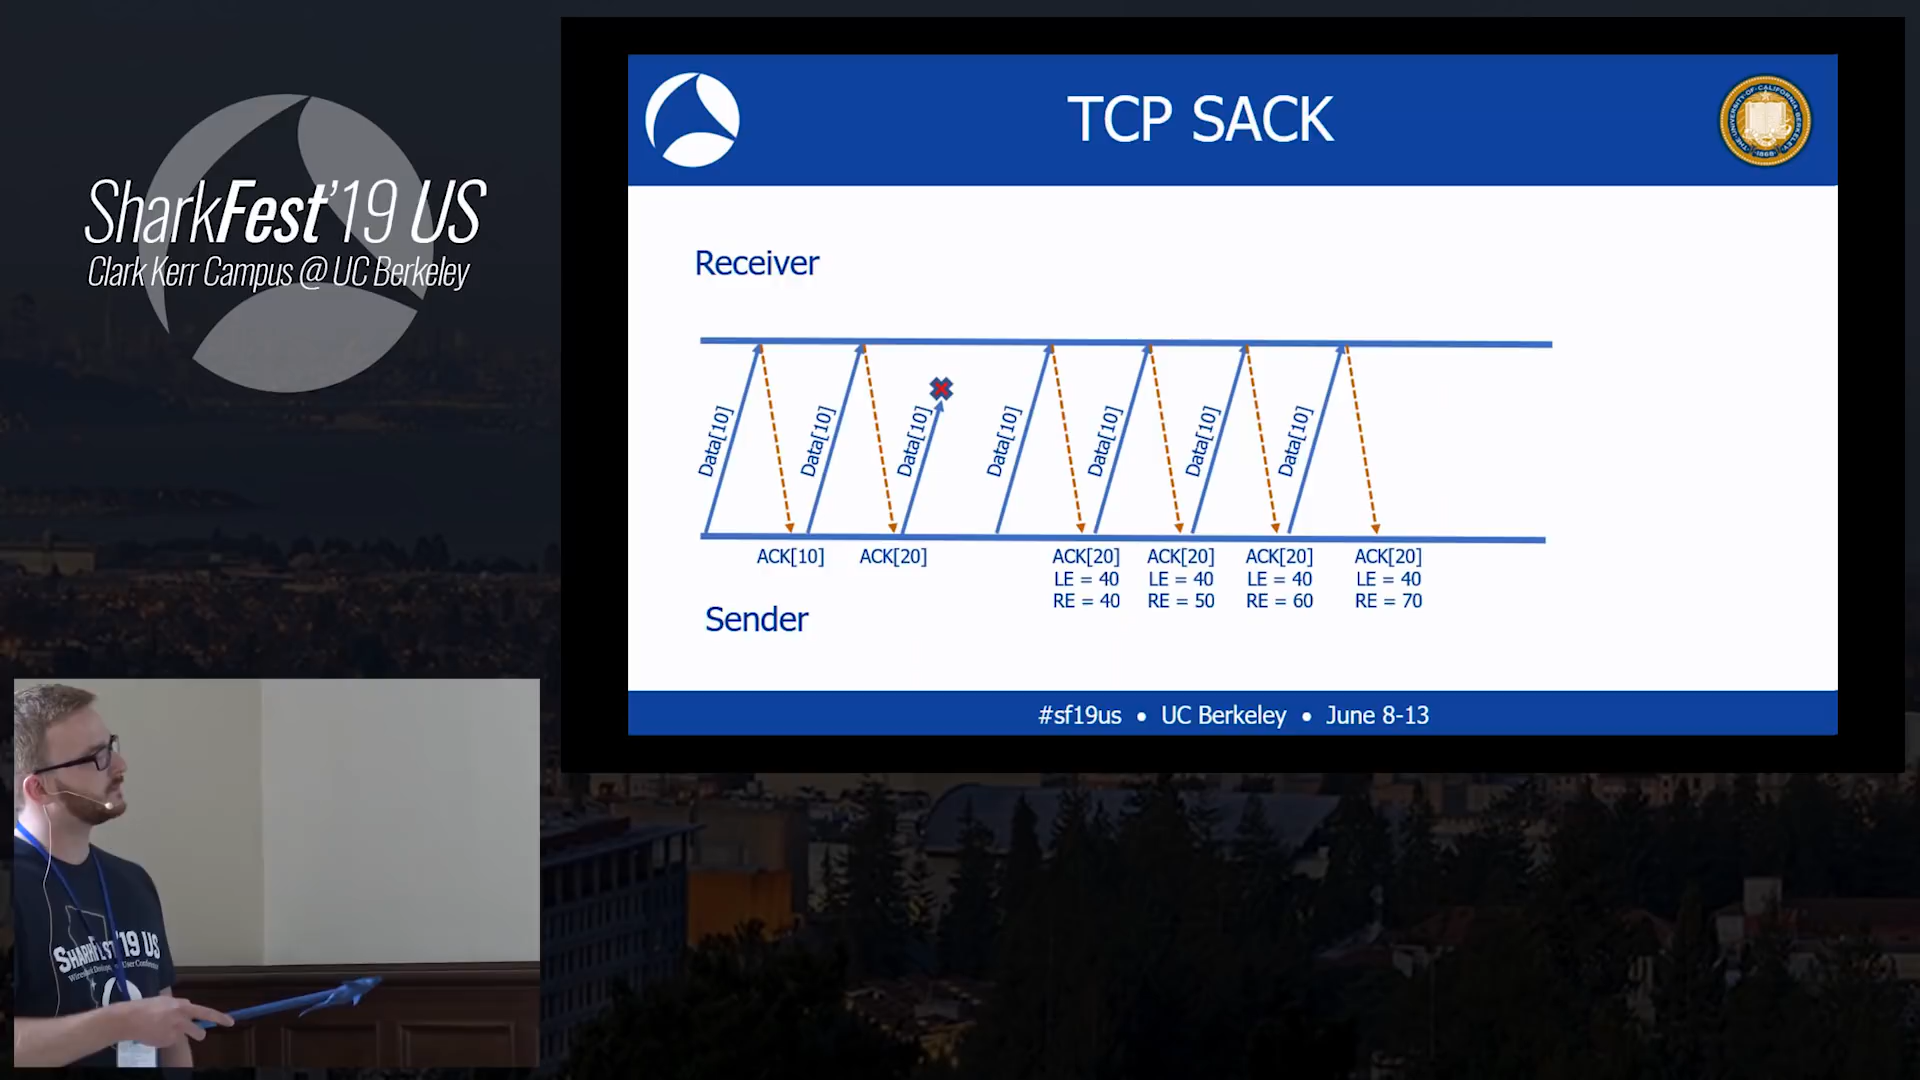 SharkFest'19 US
Clark Kerr Campus @ UC Berkeley
TCP SACK
Receiver
Data[10]
Data[10]
Data[10]
Data[10]
Data[10]
Data[10]
Data[10]
ACK[10]
ACK[20]
ACK[20]
LE = 40
RE = 40
ACK[20]
LE = 40
RE = 50
ACK[20]
LE = 40
RE = 60
ACK[20]
LE = 40
RE = 70
Sender
#sf19us • UC Berkeley • June 8-13
SHARKFEST '19 US